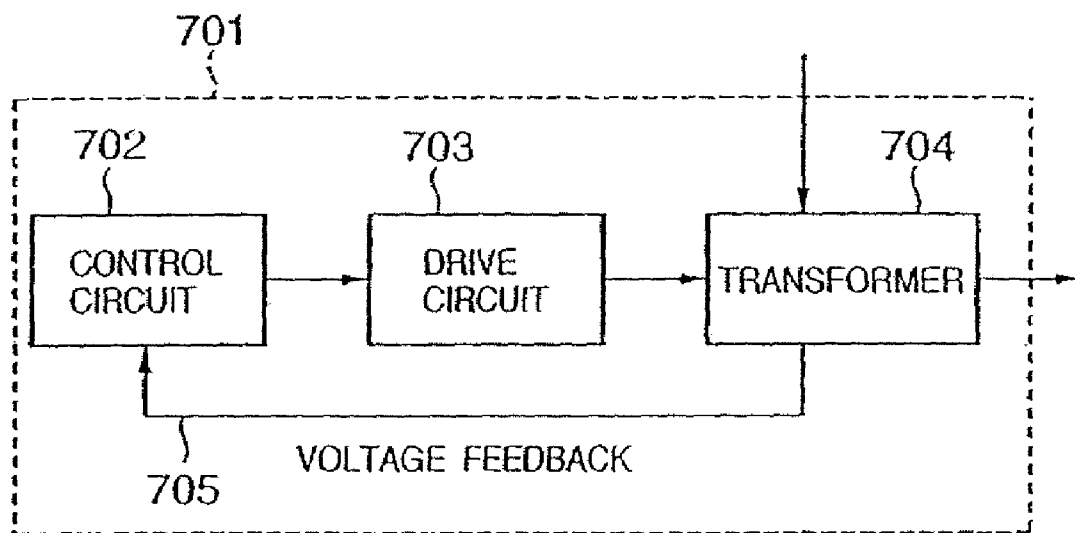 701
702
703
704
CONTROL
CIRCUIT
DRIVE
CIRCUIT
TRANSFORMER
VOLTAGE FEEDBACK
705